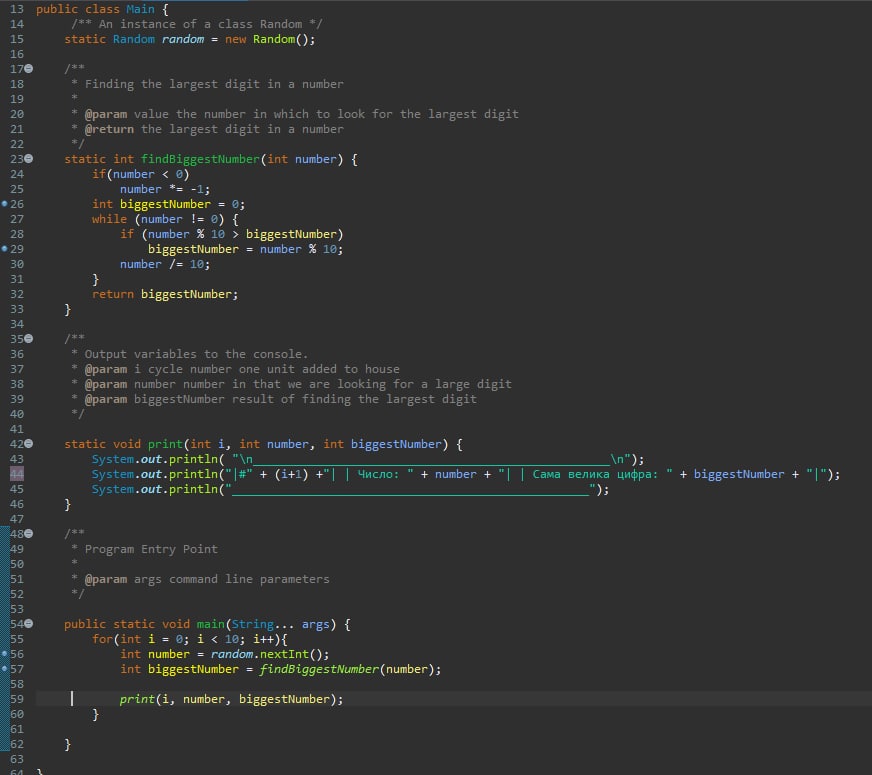 13 public class Main {
14 /** An instance of a class Random */
15 static Random random = new Random();
16
17 /**
18 * Finding the largest digit in a number
19 *
20 * @param value the number in which to look for the largest digit
21 * @return the largest digit in a number
22 */
23 static int findBiggestNumber(int number) {
24 if(number < 0)
25 number *= -1;
26 int biggestNumber = 0;
27 while (number != 0) {
28 if (number % 10 > biggestNumber)
29 biggestNumber = number % 10;
30 number /= 10;
31 }
32 return biggestNumber;
33 }
34
35 /**
36 * Output variables to the console.
37 * @param i cycle number one unit added to house
38 * @param number number in that we are looking for a large digit
39 * @param biggestNumber result of finding the largest digit
40 */
41
42 static void print(int i, int number, int biggestNumber) {
43 System.out.println( "\n___________________________________________________\n");
44 System.out.println("|#" + (i+1) +"| | Число: " + number + "| | Сама велика цифра: " + biggestNumber + "|");
45 System.out.println("___________________________________________________");
46 }
47
48 /**
49 * Program Entry Point
50 *
51 * @param args command line parameters
52 */
53
54 public static void main(String... args) {
55 for(int i = 0; i < 10; i++){
56 int number = random.nextInt();
57 int biggestNumber = findBiggestNumber(number);
58
59 print(i, number, biggestNumber);
60 }
61
62 }
63
64 }